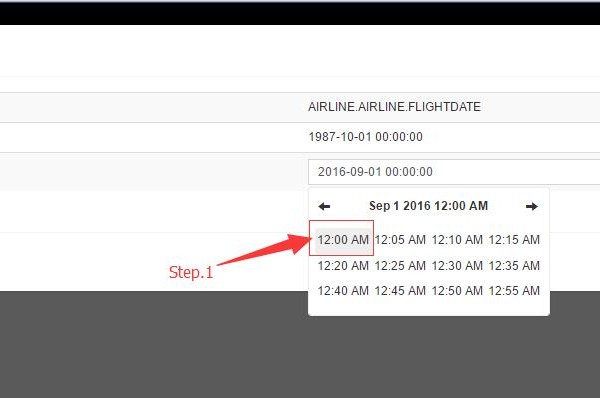 AIRLINE.AIRLINE.FLIGHTDATE
1987-10-01 00:00:00
2016-09-01 00:00:00
Sep 1 2016 12:00 AM
12:00 AM 12:05 AM 12:10 AM 12:15 AM
12:20 AM 12:25 AM 12:30 AM 12:35 AM
12:40 AM 12:45 AM 12:50 AM 12:55 AM
Step.1